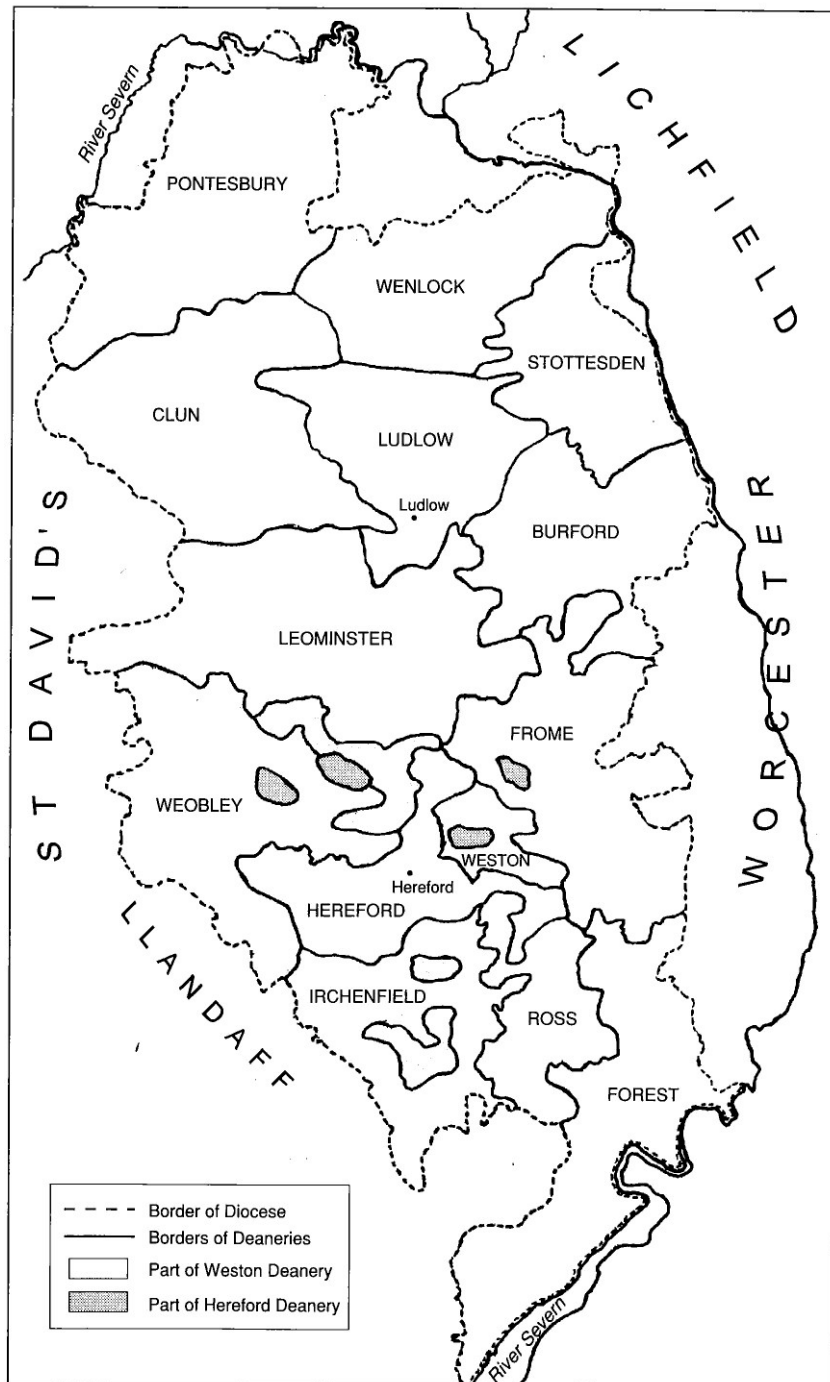 LICHFIELD
River Severn
PONTESBURY
WENLOCK
STOTTESDEN
CLUN
LUDLOW
Ludlow
BURFORD
ST DAVID'S
WORCESTER
LEOMINSTER
FROME
WEOBLEY
WESTON
Hereford
HEREFORD
LLANDAFF
IRCHENFIELD
ROSS
FOREST
Border of Diocese
Borders of Deaneries
Part of Weston Deanery
Part of Hereford Deanery
River Severn